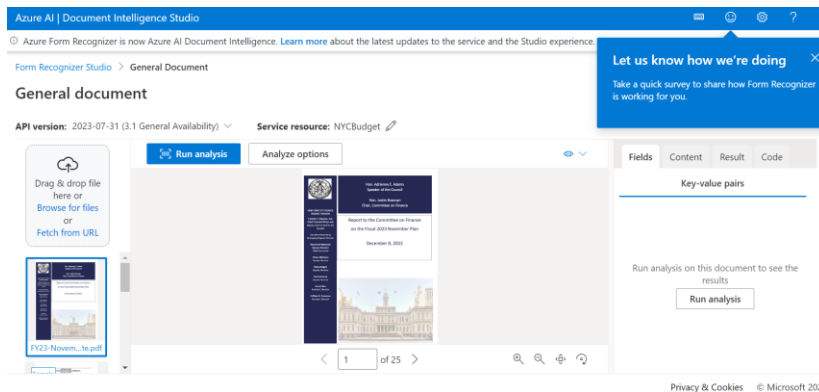 Azure AI | Document Intelligence Studio
Azure Form Recognizer is now Azure AI Document Intelligence. Learn more about the latest updates to the service and the Studio experience.
Let us know how we're doing
Take a quick survey to share how Form Recognizer
is working for you.
Form Recognizer Studio > General Document
General document
API version: 2023-07-31 (3.1 General Availability)
Service resource: NYCBudget
Drag & drop file
here or
Browse for files
or
Fetch from URL
FY23-Novem...te.pdf
Run analysis
Analyze options
Hon. Adrienne E. Adams
Speaker of the Council
Hon. Justin Brannan
Chair, Committee on Finance
Report to the Committee on Finance
on the Fiscal 2023 November Plan
December 6, 2022
1 of 25
Fields
Content
Result
Code
Key-value pairs
Run analysis on this document to see the
results
Run analysis
Privacy & Cookies
© Microsoft 202